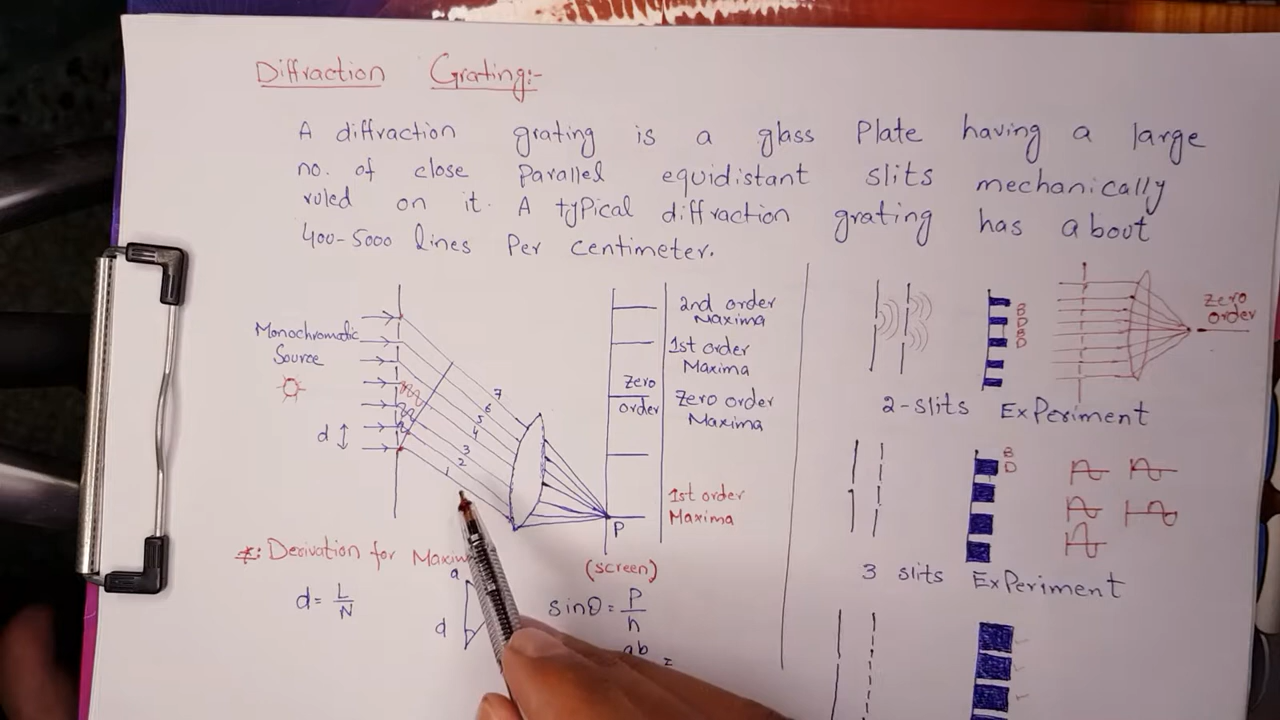 Diffraction Grating:-
A diffraction grating is a glass Plate having a large
no. of close Parallel equidistant slits mechanically
ruled on it. A tyPical diffraction grating has about
400-5000 lines Per centimeter.
Monochromatic
Source
d
7
6
5
4
3
2
1
P
(screen)
2nd order
Maxima
1st order
Maxima
zero
order
Zero order
Maxima
1st order
Maxima
*: Derivation for Maxim
d = L/N
a
d
sinθ = P/h
ab
=
B
D
B
D
zero
order
2-slits ExPeriment
B
D
3 slits ExPeriment